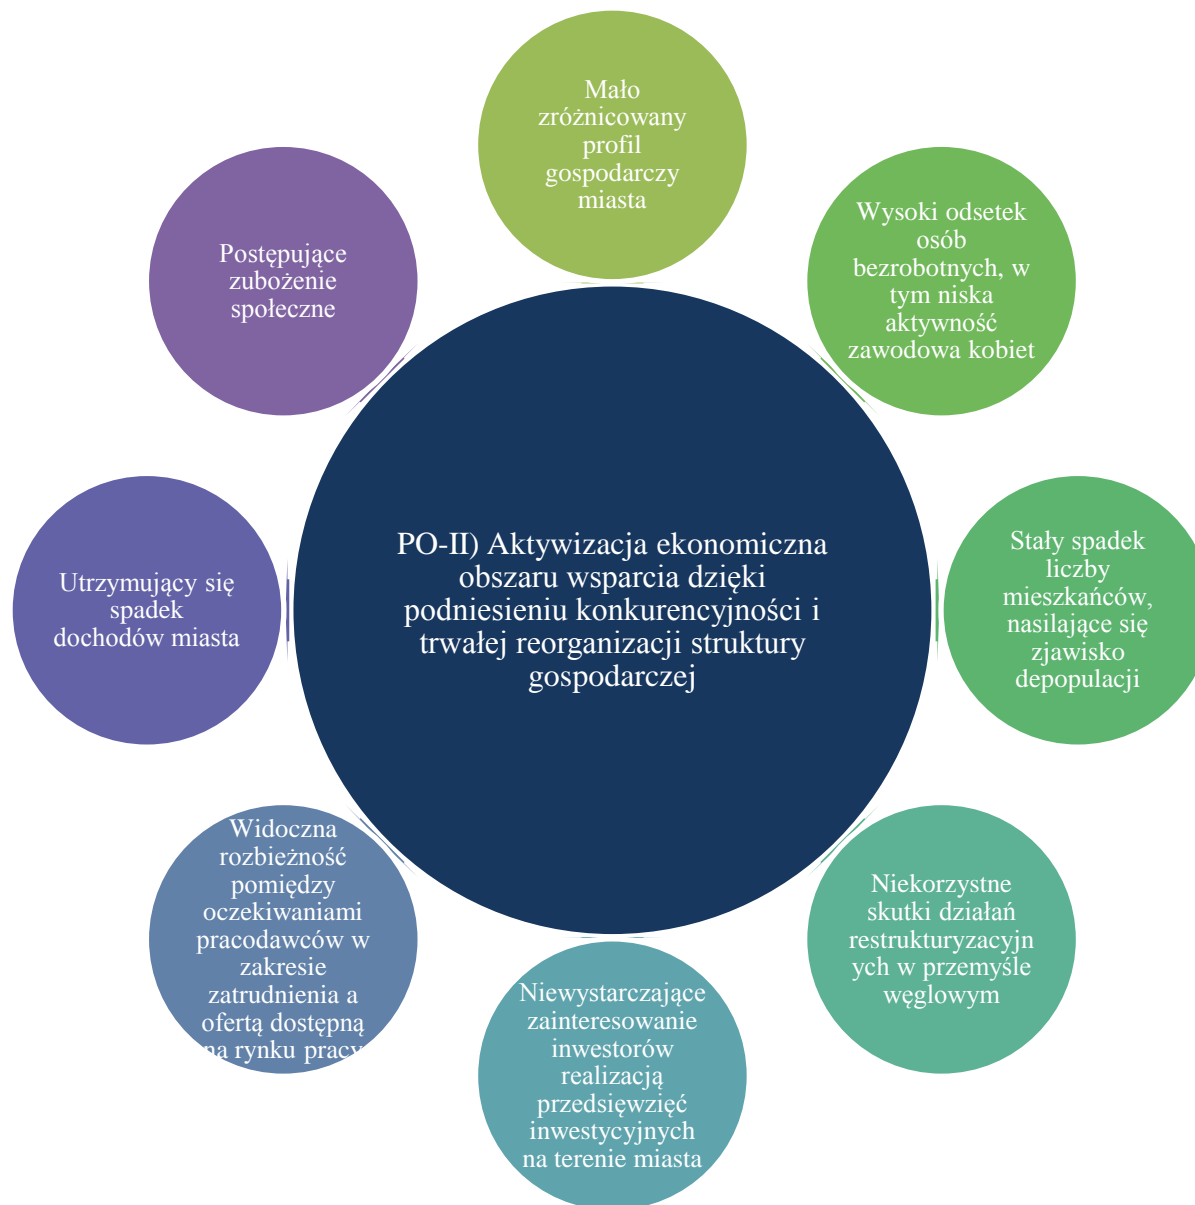 Mało
zróżnicowany
profil
gospodarczy
miasta
Wysoki odsetek
osób
bezrobotnych, w
tym niska
aktywność
zawodowa kobiet
Stały spadek
liczby
mieszkańców,
nasilające się
zjawisko
depopulacji
Niekorzystne
skutki działań
restrukturyzacyjn
ych w przemyśle
węglowym
Niewystarczające
zainteresowanie
inwestorów
realizacją
przedsięwzięć
inwestycyjnych
na terenie miasta
Widoczna
rozbieżność
pomiędzy
oczekiwaniami
pracodawców w
zakresie
zatrudnienia a
ofertą dostępną
na rynku pracy
Utrzymujący się
spadek
dochodów miasta
Postępujące
zubożenie
społeczne
PO-II) Aktywizacja ekonomiczna
obszaru wsparcia dzięki
podniesieniu konkurencyjności i
trwałej reorganizacji struktury
gospodarczej